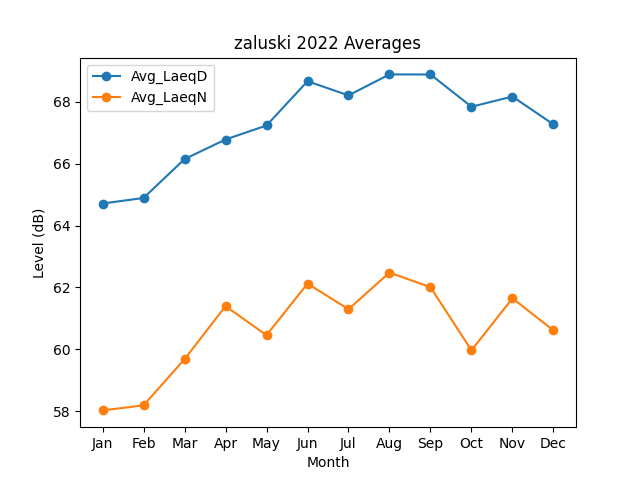 zaluski 2022 Averages
Avg_LaeqD
Avg_LaeqN
Level (dB)
68
66
64
62
60
58
Jan Feb Mar Apr May Jun Jul Aug Sep Oct Nov Dec
Month